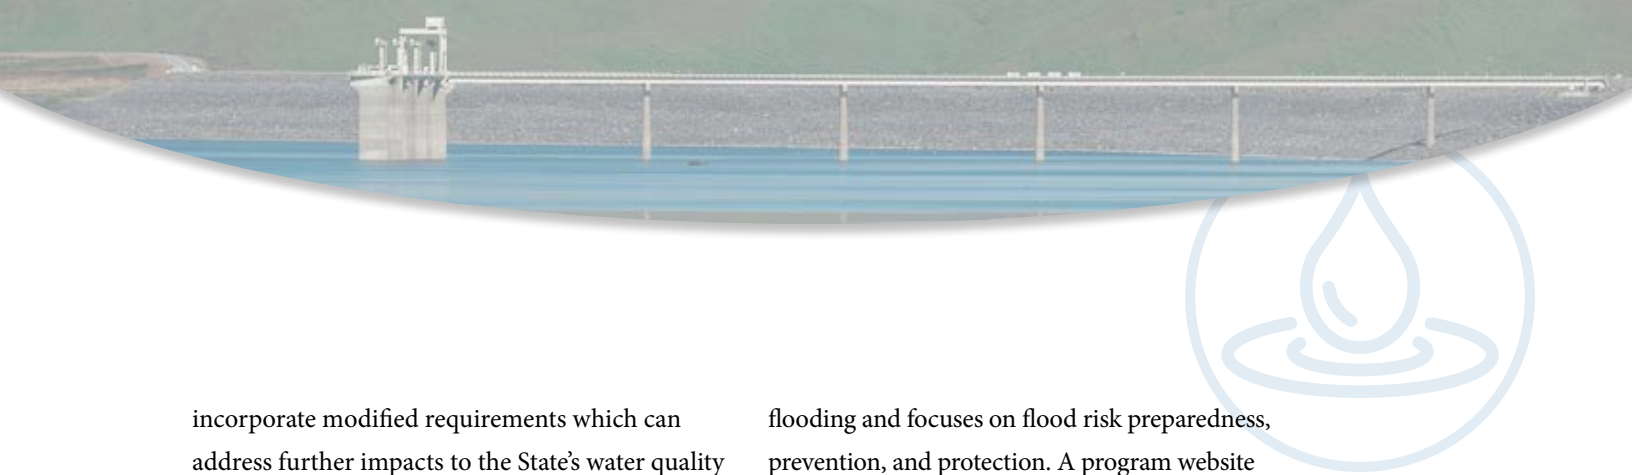 incorporate modified requirements which can
address further impacts to the State’s water quality
flooding and focuses on flood risk preparedness,
prevention, and protection. A program website